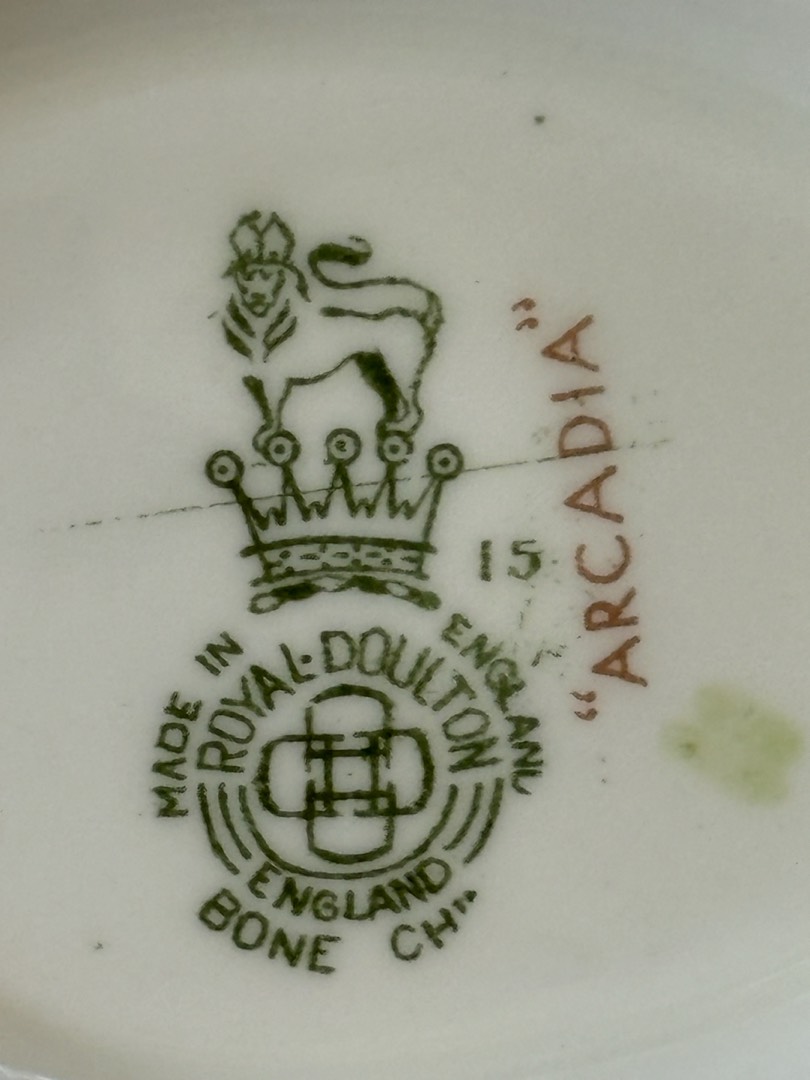 "ARCADIA"
15
MADE IN ENGLAND
ROYAL·DOULTON
ENGLAND
BONE CH